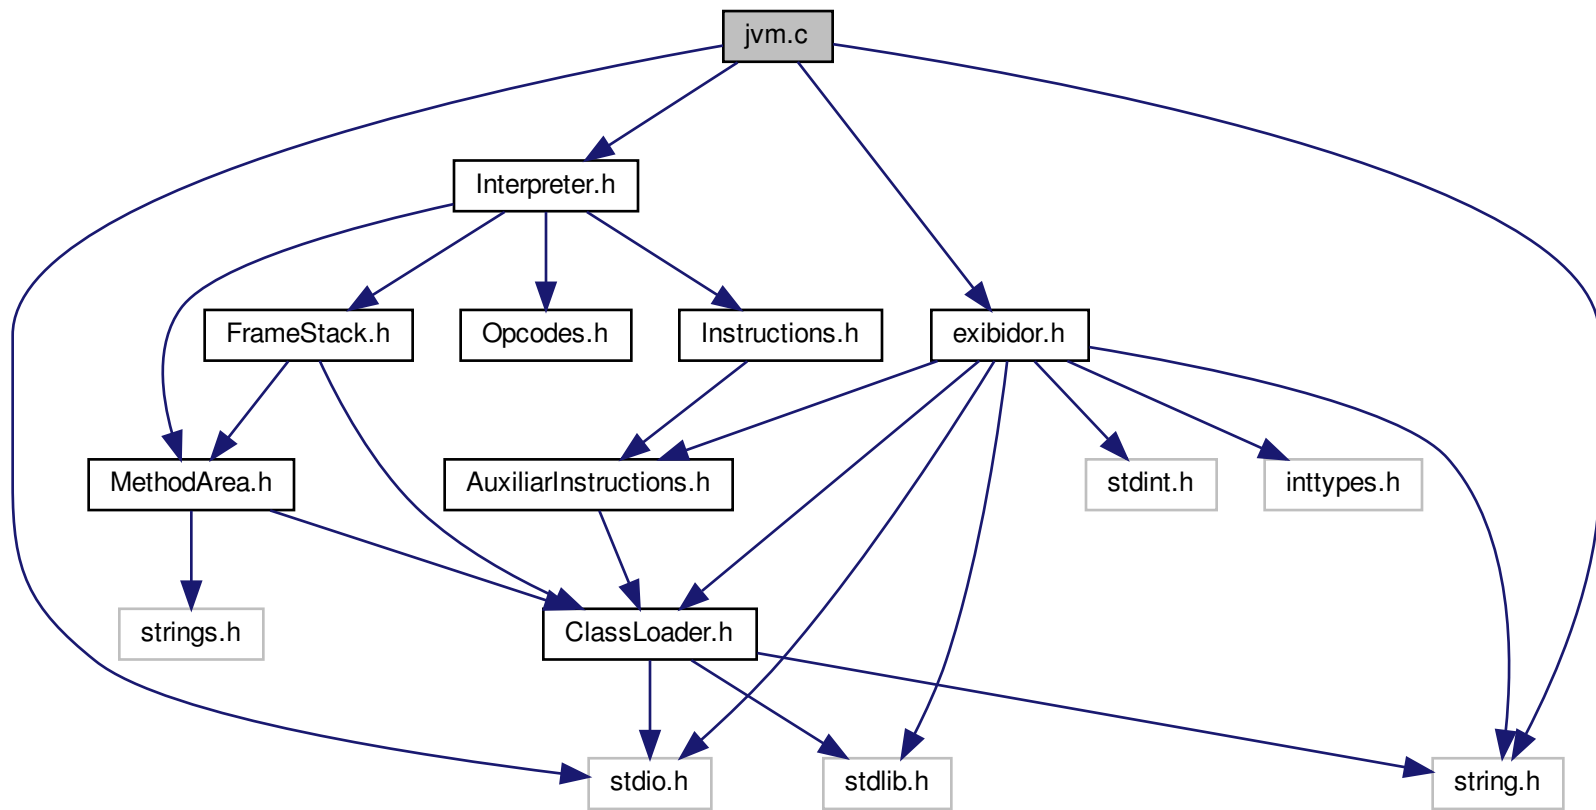 jvm.c
Interpreter.h
FrameStack.h
Opcodes.h
Instructions.h
exibidor.h
MethodArea.h
AuxiliarInstructions.h
stdint.h
inttypes.h
strings.h
ClassLoader.h
stdio.h
stdlib.h
string.h